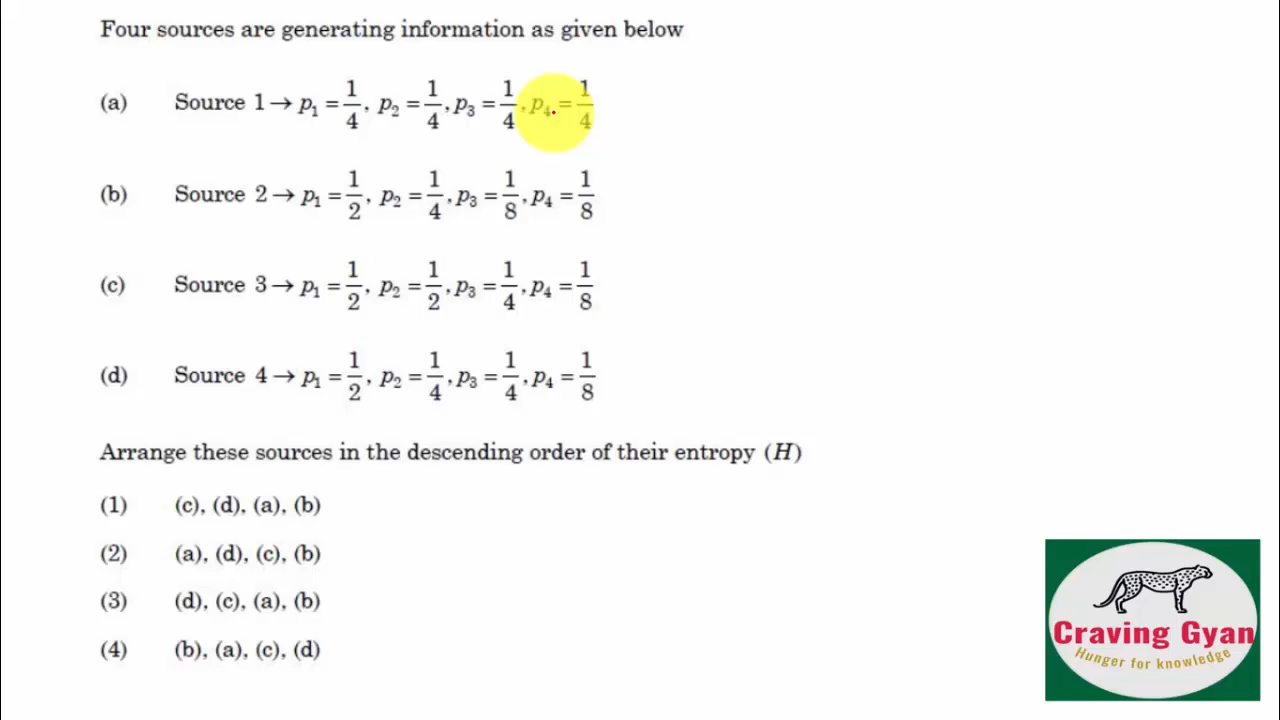 Four sources are generating information as given below
(a) Source 1 → p₁ = 1/4, p₂ = 1/4, p₃ = 1/4, p₄ = 1/4
(b) Source 2 → p₁ = 1/2, p₂ = 1/4, p₃ = 1/8, p₄ = 1/8
(c) Source 3 → p₁ = 1/2, p₂ = 1/2, p₃ = 1/4, p₄ = 1/8
(d) Source 4 → p₁ = 1/2, p₂ = 1/4, p₃ = 1/4, p₄ = 1/8
Arrange these sources in the descending order of their entropy (H)
(1) (c), (d), (a), (b)
(2) (a), (d), (c), (b)
(3) (d), (c), (a), (b)
(4) (b), (a), (c), (d)
Craving Gyan
Hunger for knowledge